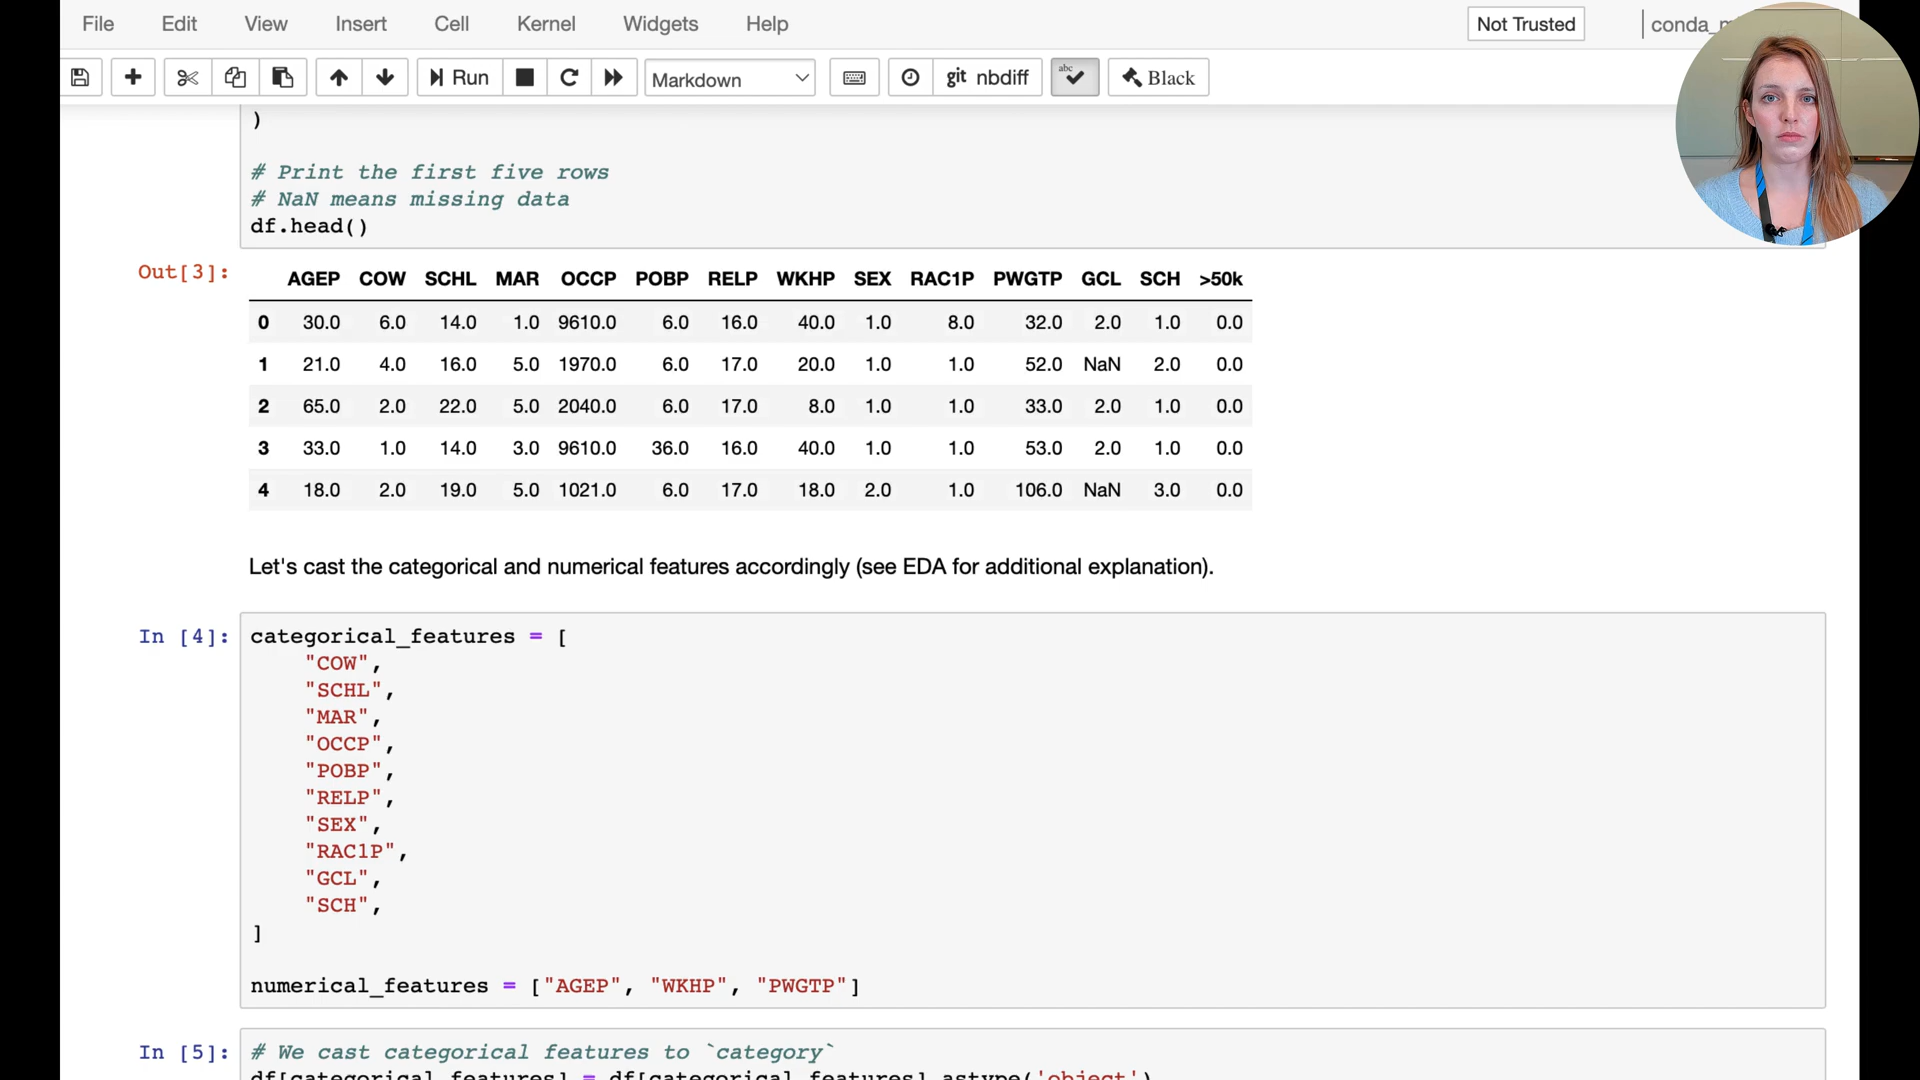 File Edit View Insert Cell Kernel Widgets Help Not Trusted conda_
Run Markdown git nbdiff abc Black
)
# Print the first five rows
# NaN means missing data
df.head()
Out[3]:
AGEP COW SCHL MAR OCCP POBP RELP WKHP SEX RAC1P PWGTP GCL SCH >50k
0 30.0 6.0 14.0 1.0 9610.0 6.0 16.0 40.0 1.0 8.0 32.0 2.0 1.0 0.0
1 21.0 4.0 16.0 5.0 1970.0 6.0 17.0 20.0 1.0 1.0 52.0 NaN 2.0 0.0
2 65.0 2.0 22.0 5.0 2040.0 6.0 17.0 8.0 1.0 1.0 33.0 2.0 1.0 0.0
3 33.0 1.0 14.0 3.0 9610.0 36.0 16.0 40.0 1.0 1.0 53.0 2.0 1.0 0.0
4 18.0 2.0 19.0 5.0 1021.0 6.0 17.0 18.0 2.0 1.0 106.0 NaN 3.0 0.0
Let's cast the categorical and numerical features accordingly (see EDA for additional explanation).
In [4]: categorical_features = [
"COW",
"SCHL",
"MAR",
"OCCP",
"POBP",
"RELP",
"SEX",
"RAC1P",
"GCL",
"SCH",
]
numerical_features = ["AGEP", "WKHP", "PWGTP"]
In [5]: # We cast categorical features to `category`
df[categorical_features] = df[categorical_features].astype('object')